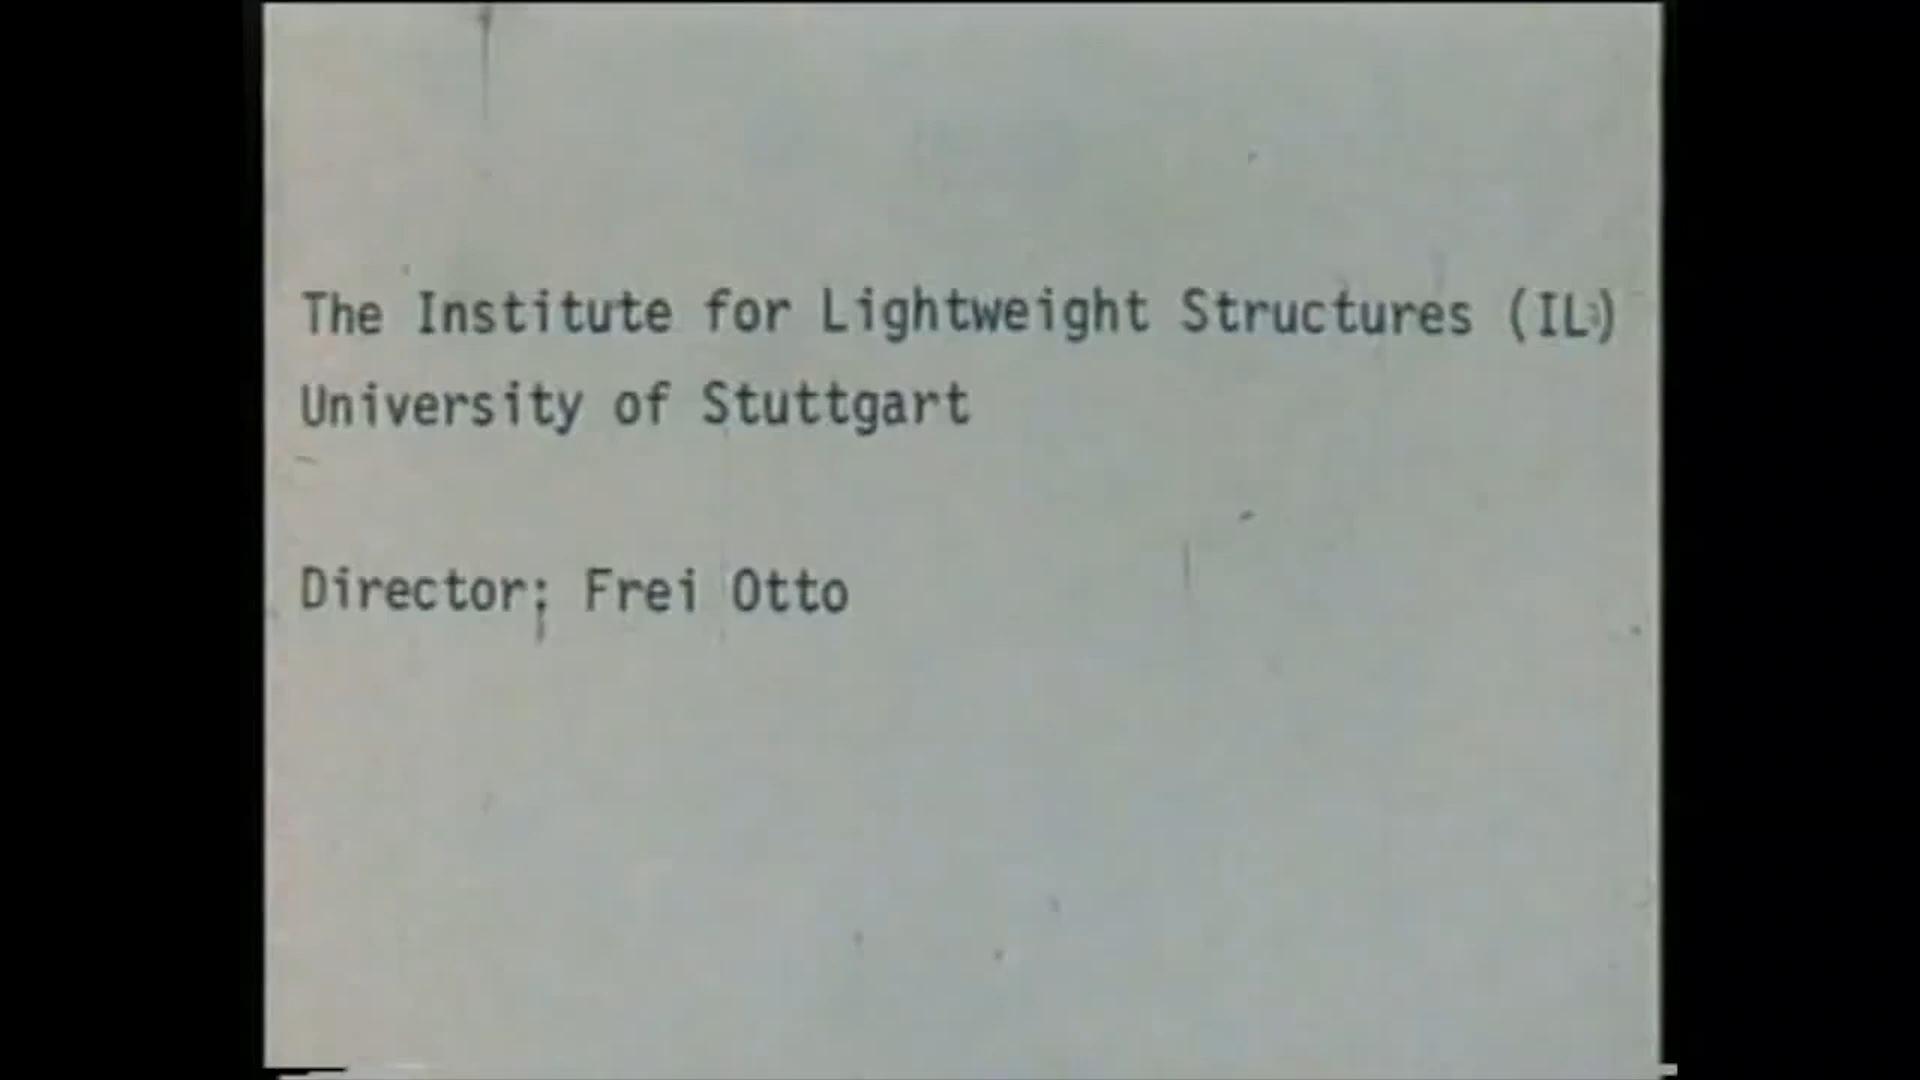 The Institute for Lightweight Structures (IL)
University of Stuttgart
Director; Frei Otto